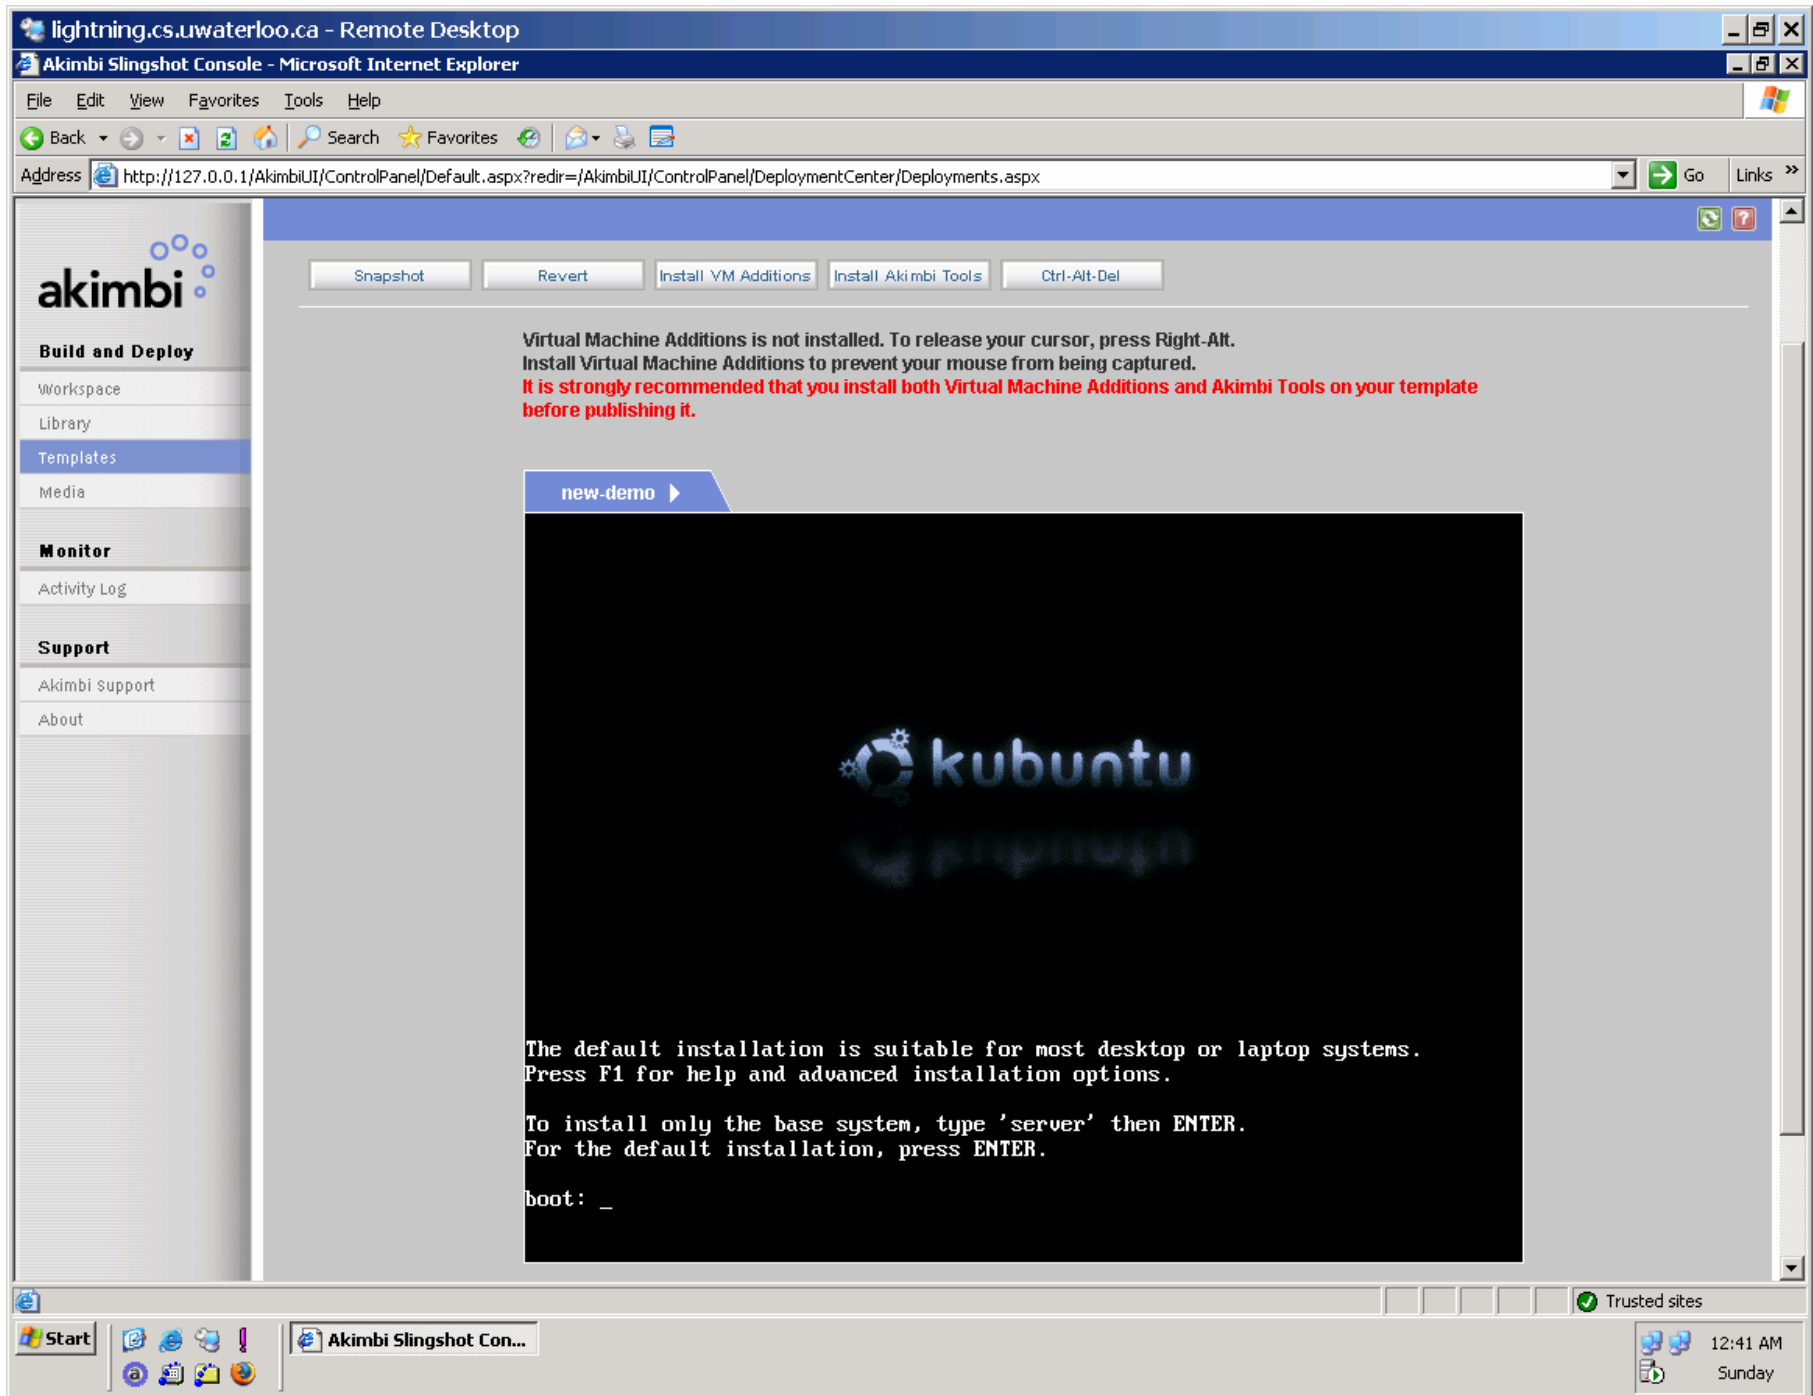 lightning.cs.uwaterloo.ca - Remote Desktop
Akimbi Slingshot Console - Microsoft Internet Explorer
File Edit View Favorites Tools Help
Back Search Favorites
Address http://127.0.0.1/AkimbiUI/ControlPanel/Default.aspx?redir=/AkimbiUI/ControlPanel/DeploymentCenter/Deployments.aspx Go Links »
akimbi
Snapshot Revert Install VM Additions Install Akimbi Tools Ctrl-Alt-Del
Build and Deploy
Workspace
Library
Templates
Media
Monitor
Activity Log
Support
Akimbi Support
About
Virtual Machine Additions is not installed. To release your cursor, press Right-Alt.
Install Virtual Machine Additions to prevent your mouse from being captured.
It is strongly recommended that you install both Virtual Machine Additions and Akimbi Tools on your template
before publishing it.
new-demo
kubuntu
The default installation is suitable for most desktop or laptop systems.
Press F1 for help and advanced installation options.
To install only the base system, type 'server' then ENTER.
For the default installation, press ENTER.
boot: _
Trusted sites
Start Akimbi Slingshot Con... 12:41 AM
Sunday